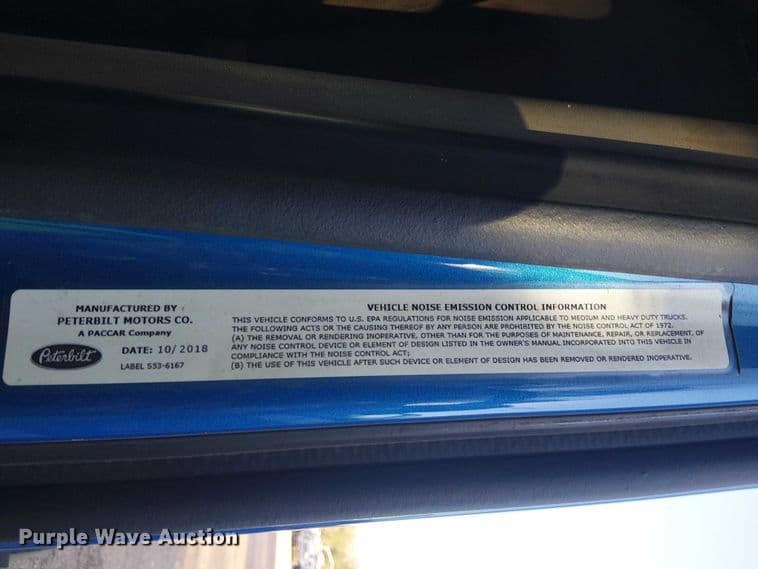 MANUFACTURED BY
PETERBILT MOTORS CO.
A PACCAR Company
Peterbilt
DATE: 10/2018
LABEL S53-6167
VEHICLE NOISE EMISSION CONTROL INFORMATION
THIS VEHICLE CONFORMS TO U.S. EPA REGULATIONS FOR NOISE EMISSION APPLICABLE TO MEDIUM AND HEAVY DUTY TRUCKS.
THE FOLLOWING ACTS OR THE CAUSING THEREOF BY ANY PERSON ARE PROHIBITED BY THE NOISE CONTROL ACT OF 1972.
(A) THE REMOVAL OR RENDERING INOPERATIVE, OTHER THAN FOR THE PURPOSES OF MAINTENANCE, REPAIR, OR REPLACEMENT, OF
ANY NOISE CONTROL DEVICE OR ELEMENT OF DESIGN LISTED IN THE OWNER'S MANUAL INCORPORATED INTO THIS VEHICLE IN
COMPLIANCE WITH THE NOISE CONTROL ACT;
(B) THE USE OF THIS VEHICLE AFTER SUCH DEVICE OR ELEMENT OF DESIGN HAS BEEN REMOVED OR RENDERED INOPERATIVE.
Purple Wave Auction